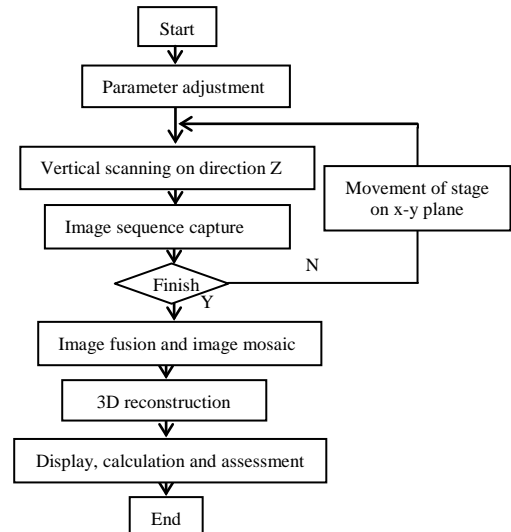 Start
Parameter adjustment
Vertical scanning on direction Z
Movement of stage
on x-y plane
Image sequence capture
N
Finish
Y
Image fusion and image mosaic
3D reconstruction
Display, calculation and assessment
End